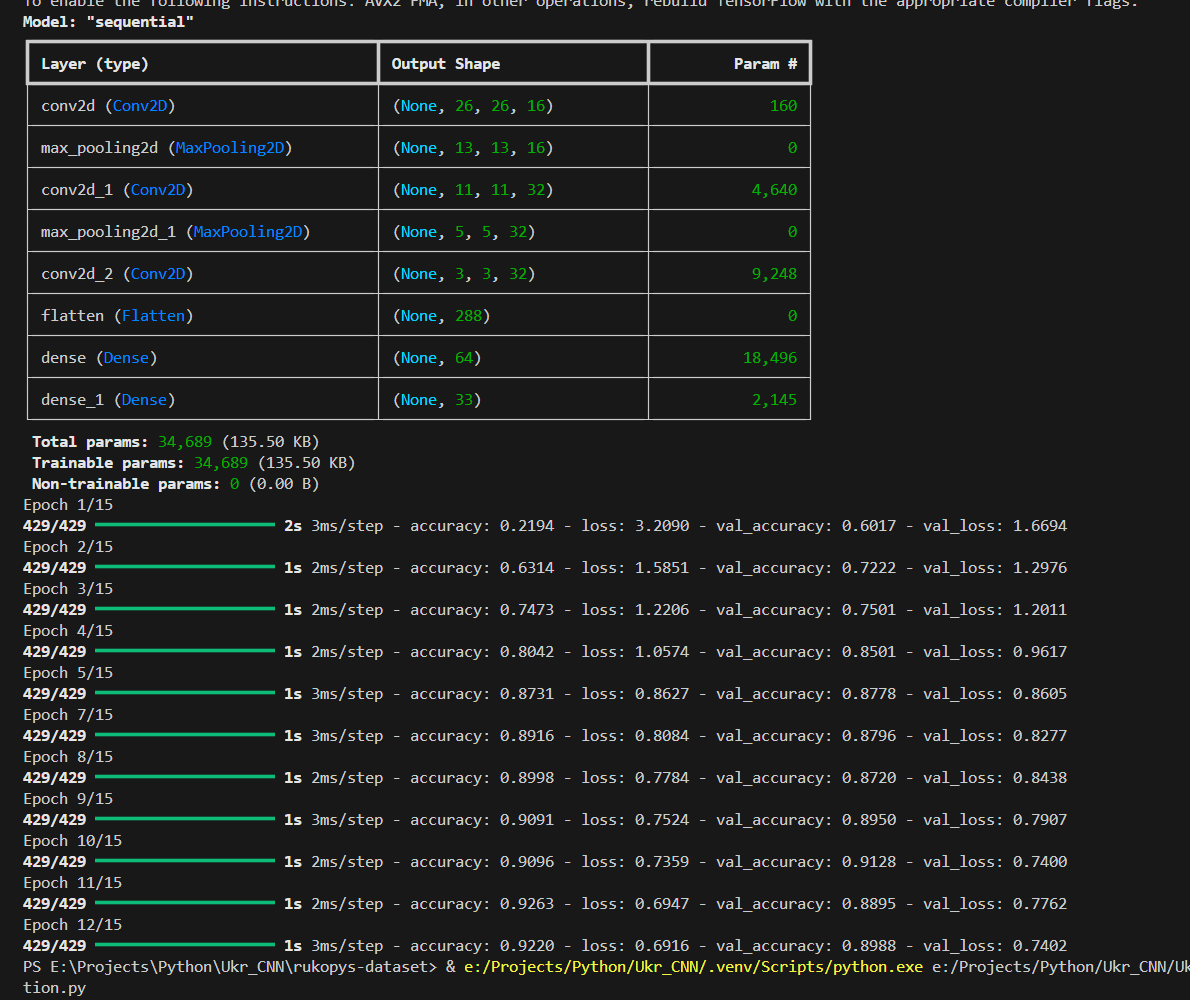 To enable the following instructions: AVX2 FMA, in other operations, rebuild TensorFlow with the appropriate compiler flags.
Model: "sequential"
Layer (type) Output Shape Param #
conv2d (Conv2D) (None, 26, 26, 16) 160
max_pooling2d (MaxPooling2D) (None, 13, 13, 16) 0
conv2d_1 (Conv2D) (None, 11, 11, 32) 4,640
max_pooling2d_1 (MaxPooling2D) (None, 5, 5, 32) 0
conv2d_2 (Conv2D) (None, 3, 3, 32) 9,248
flatten (Flatten) (None, 288) 0
dense (Dense) (None, 64) 18,496
dense_1 (Dense) (None, 33) 2,145
Total params: 34,689 (135.50 KB)
Trainable params: 34,689 (135.50 KB)
Non-trainable params: 0 (0.00 B)
Epoch 1/15
429/429 2s 3ms/step - accuracy: 0.2194 - loss: 3.2090 - val_accuracy: 0.6017 - val_loss: 1.6694
Epoch 2/15
429/429 1s 2ms/step - accuracy: 0.6314 - loss: 1.5851 - val_accuracy: 0.7222 - val_loss: 1.2976
Epoch 3/15
429/429 1s 2ms/step - accuracy: 0.7473 - loss: 1.2206 - val_accuracy: 0.7501 - val_loss: 1.2011
Epoch 4/15
429/429 1s 2ms/step - accuracy: 0.8042 - loss: 1.0574 - val_accuracy: 0.8501 - val_loss: 0.9617
Epoch 5/15
429/429 1s 3ms/step - accuracy: 0.8731 - loss: 0.8627 - val_accuracy: 0.8778 - val_loss: 0.8605
Epoch 7/15
429/429 1s 3ms/step - accuracy: 0.8916 - loss: 0.8084 - val_accuracy: 0.8796 - val_loss: 0.8277
Epoch 8/15
429/429 1s 2ms/step - accuracy: 0.8998 - loss: 0.7784 - val_accuracy: 0.8720 - val_loss: 0.8438
Epoch 9/15
429/429 1s 3ms/step - accuracy: 0.9091 - loss: 0.7524 - val_accuracy: 0.8950 - val_loss: 0.7907
Epoch 10/15
429/429 1s 2ms/step - accuracy: 0.9096 - loss: 0.7359 - val_accuracy: 0.9128 - val_loss: 0.7400
Epoch 11/15
429/429 1s 2ms/step - accuracy: 0.9263 - loss: 0.6947 - val_accuracy: 0.8895 - val_loss: 0.7762
Epoch 12/15
429/429 1s 3ms/step - accuracy: 0.9220 - loss: 0.6916 - val_accuracy: 0.8988 - val_loss: 0.7402
PS E:\Projects\Python\Ukr_CNN\rukopys-dataset> & e:/Projects/Python/Ukr_CNN/.venv/Scripts/python.exe e:/Projects/Python/Ukr_CNN/Uk
tion.py